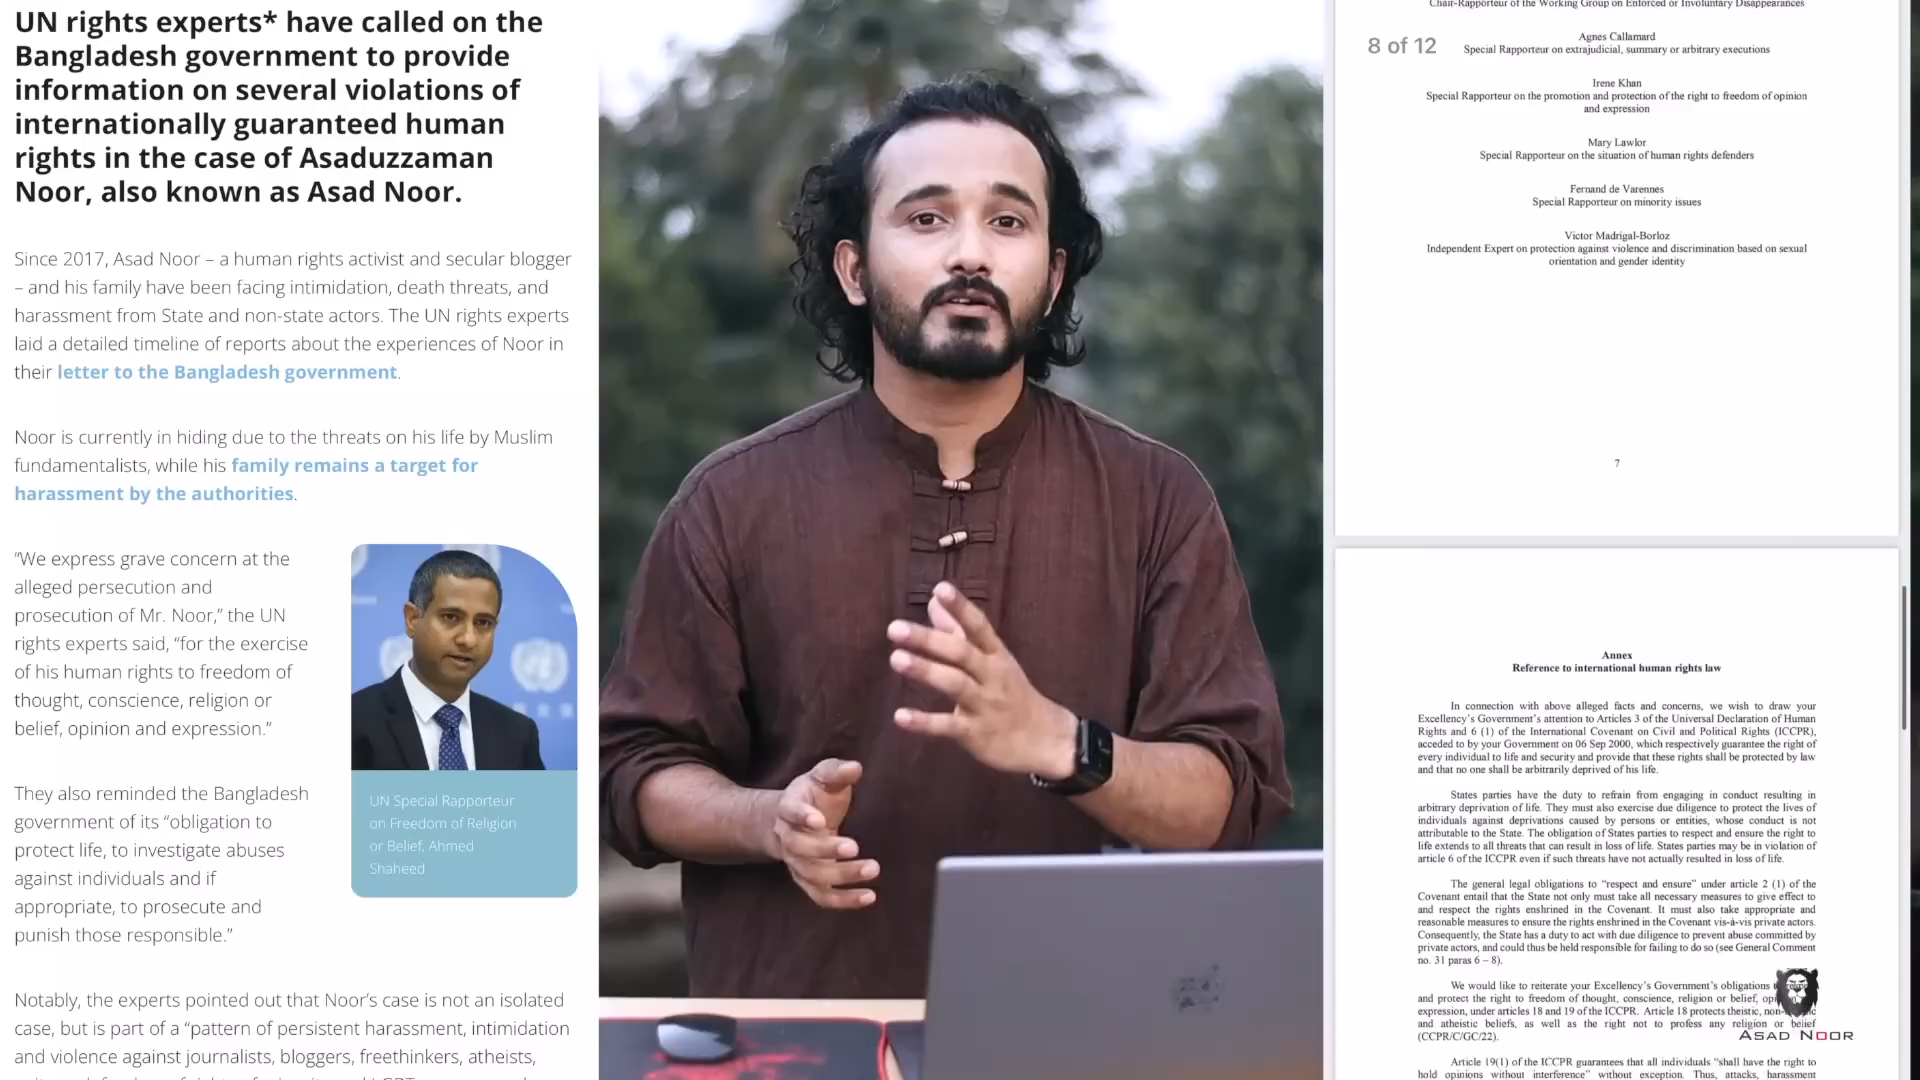 UN rights experts* have called on the
Bangladesh government to provide
information on several violations of
internationally guaranteed human
rights in the case of Asaduzzaman
Noor, also known as Asad Noor.
Since 2017, Asad Noor – a human rights activist and secular blogger
– and his family have been facing intimidation, death threats, and
harassment from State and non-state actors. The UN rights experts
laid a detailed timeline of reports about the experiences of Noor in
their letter to the Bangladesh government.
Noor is currently in hiding due to the threats on his life by Muslim
fundamentalists, while his family remains a target for
harassment by the authorities.
"We express grave concern at the
alleged persecution and
prosecution of Mr. Noor,” the UN
rights experts said, “for the exercise
of his human rights to freedom of
thought, conscience, religion or
belief, opinion and expression.”
UN Special Rapporteur
on Freedom of Religion
or Belief, Ahmed
Shaheed
They also reminded the Bangladesh
government of its “obligation to
protect life, to investigate abuses
against individuals and if
appropriate, to prosecute and
punish those responsible.”
Notably, the experts pointed out that Noor’s case is not an isolated
case, but is part of a “pattern of persistent harassment, intimidation
and violence against journalists, bloggers, freethinkers, atheists,
Chair-Rapporteur of the Working Group on Enforced or Involuntary Disappearances
8 of 12
Agnes Callamard
Special Rapporteur on extrajudicial, summary or arbitrary executions
Irene Khan
Special Rapporteur on the promotion and protection of the right to freedom of opinion
and expression
Mary Lawlor
Special Rapporteur on the situation of human rights defenders
Fernand de Varennes
Special Rapporteur on minority issues
Victor Madrigal-Borloz
Independent Expert on protection against violence and discrimination based on sexual
orientation and gender identity
7
Annex
Reference to international human rights law
In connection with above alleged facts and concerns, we wish to draw your
Excellency’s Government’s attention to Articles 3 of the Universal Declaration of Human
Rights and 6 (1) of the International Covenant on Civil and Political Rights (ICCPR),
acceded to by your Government on 06 Sep 2000, which respectively guarantee the right of
every individual to life and security and provide that these rights shall be protected by law
and that no one shall be arbitrarily deprived of his life.
States parties have the duty to refrain from engaging in conduct resulting in
arbitrary deprivation of life. They must also exercise due diligence to protect the lives of
individuals against deprivations caused by persons or entities, whose conduct is not
attributable to the State. The obligation of States parties to respect and ensure the right to
life extends to all threats that can result in loss of life. States parties may be in violation of
article 6 of the ICCPR even if such threats have not actually resulted in loss of life.
The general legal obligations to “respect and ensure” under article 2 (1) of the
Covenant entail that the State not only must take all necessary measures to give effect to
and respect the rights enshrined in the Covenant. It must also take appropriate and
reasonable measures to ensure the rights enshrined in the Covenant vis-à-vis private actors.
Consequently, the State has a duty to act with due diligence to prevent abuse committed by
private actors, and could thus be held responsible for failing to do so (see General Comment
no. 31 paras 6 – 8).
We would like to reiterate your Excellency’s Government’s obligations
and protect the right to freedom of thought, conscience, religion or belief,
expression, under articles 18 and 19 of the ICCPR. Article 18 protects theistic,
and atheistic beliefs, as well as the right not to profess any religion or belief
(CCPR/C/GC/22).
ASAD NOOR
Article 19(1) of the ICCPR guarantees that all individuals “shall have the right to
hold opinions without interference” without exception. Thus, attacks, harassment